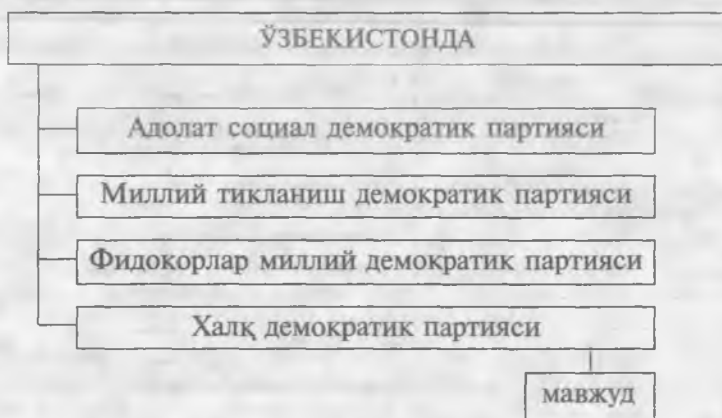 ЎЗБЕКИСТОНДА
Адолат социал демократик партияси
Миллий тикланиш демократик партияси
Фидокорлар миллий демократик партияси
Халқ демократик партияси
мавжуд